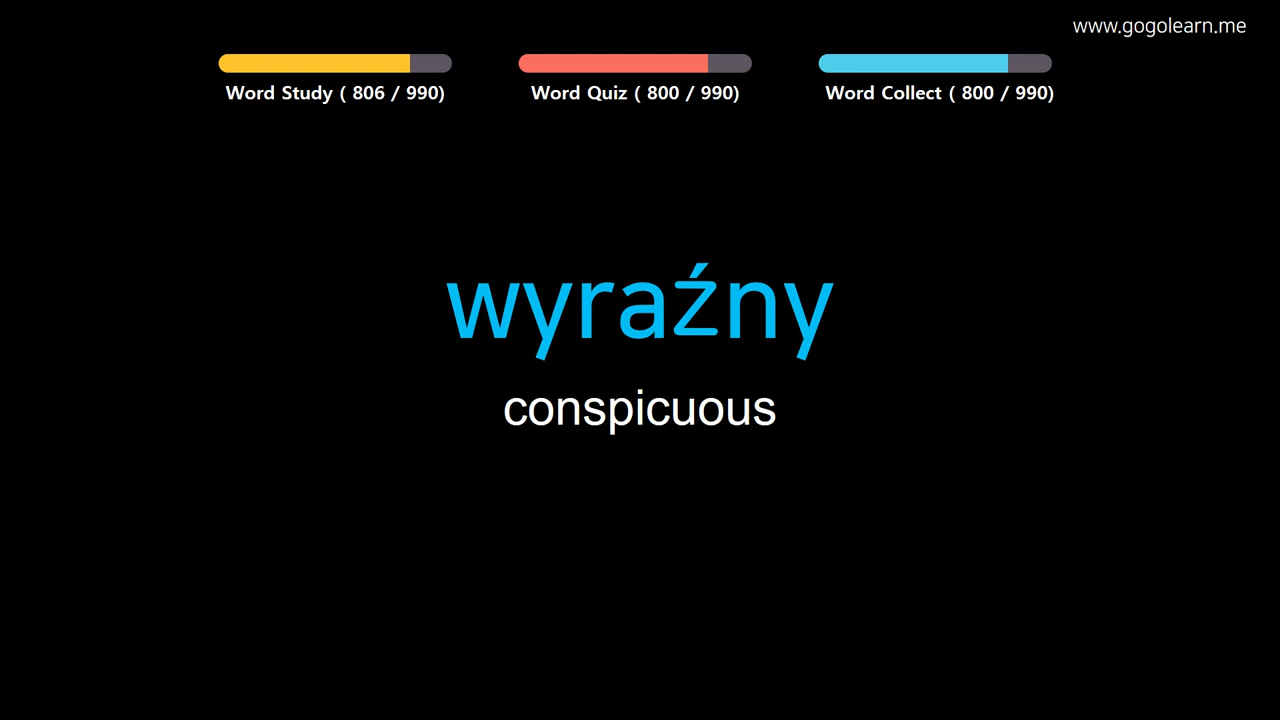 www.gogolearn.me
Word Study ( 806 / 990)
Word Quiz ( 800 / 990)
Word Collect ( 800 / 990)
wyraźny
conspicuous